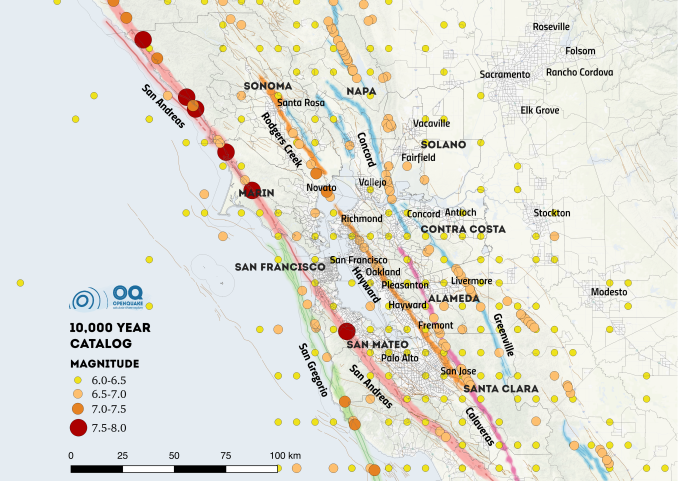 Roseville
Folsom
Rancho Cordova
Sacramento
SONOMA
NAPA
San Andreas
Santa Rosa
Elk Grove
Rodgers Creek
Concord
Vacaville
SOLANO
Fairfield
MARIN
Novato
Vallejo
Richmond
Concord
Antioch
Stockton
CONTRA COSTA
SAN FRANCISCO
San Francisco
Oakland
Hayward
Pleasanton
Livermore
Modesto
OQ
OPENQUAKE
Hayward
ALAMEDA
Fremont
Greenville
10,000 YEAR
CATALOG
SAN MATEO
Palo Alto
MAGNITUDE
6.0-6.5
6.5-7.0
7.0-7.5
7.5-8.0
San Gregorio
San Andreas
San Jose
SANTA CLARA
Calaveras
0 25 50 75 100 km